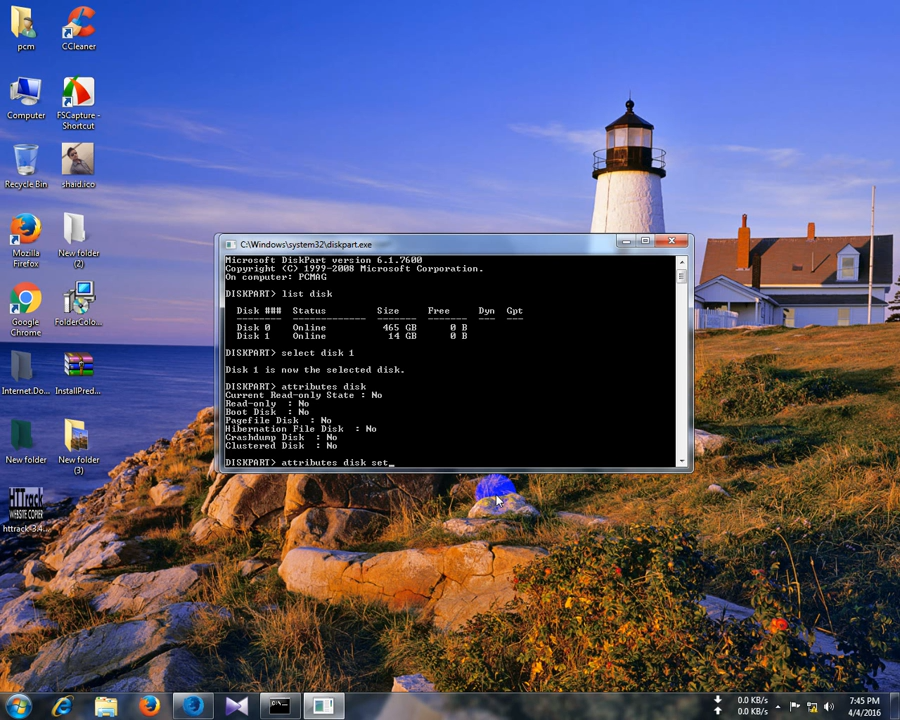 pcm
CCleaner
Computer
FSCapture -
Shortcut
Recycle Bin
shaid.ico
Mozilla
Firefox
New folder
(2)
Google
Chrome
FolderColo...
Internet.Do...
InstallPred...
New folder
New folder
(3)
HTTrack
WEBSITE COPIER
httrack-3.4...
C:\Windows\system32\diskpart.exe
Microsoft DiskPart version 6.1.7600
Copyright (C) 1999-2008 Microsoft Corporation.
On computer: PCMAG
DISKPART> list disk
Disk ### Status Size Free Dyn Gpt
-------- ------------- ------- ------- --- ---
Disk 0 Online 465 GB 0 B
Disk 1 Online 14 GB 0 B
DISKPART> select disk 1
Disk 1 is now the selected disk.
DISKPART> attributes disk
Current Read-only State : No
Read-only : No
Boot Disk : No
Pagefile Disk : No
Hibernation File Disk : No
Crashdump Disk : No
Clustered Disk : No
DISKPART> attributes disk set_
C:\.
0.0 KB/s
0.0 KB/s
7:45 PM
4/4/2016